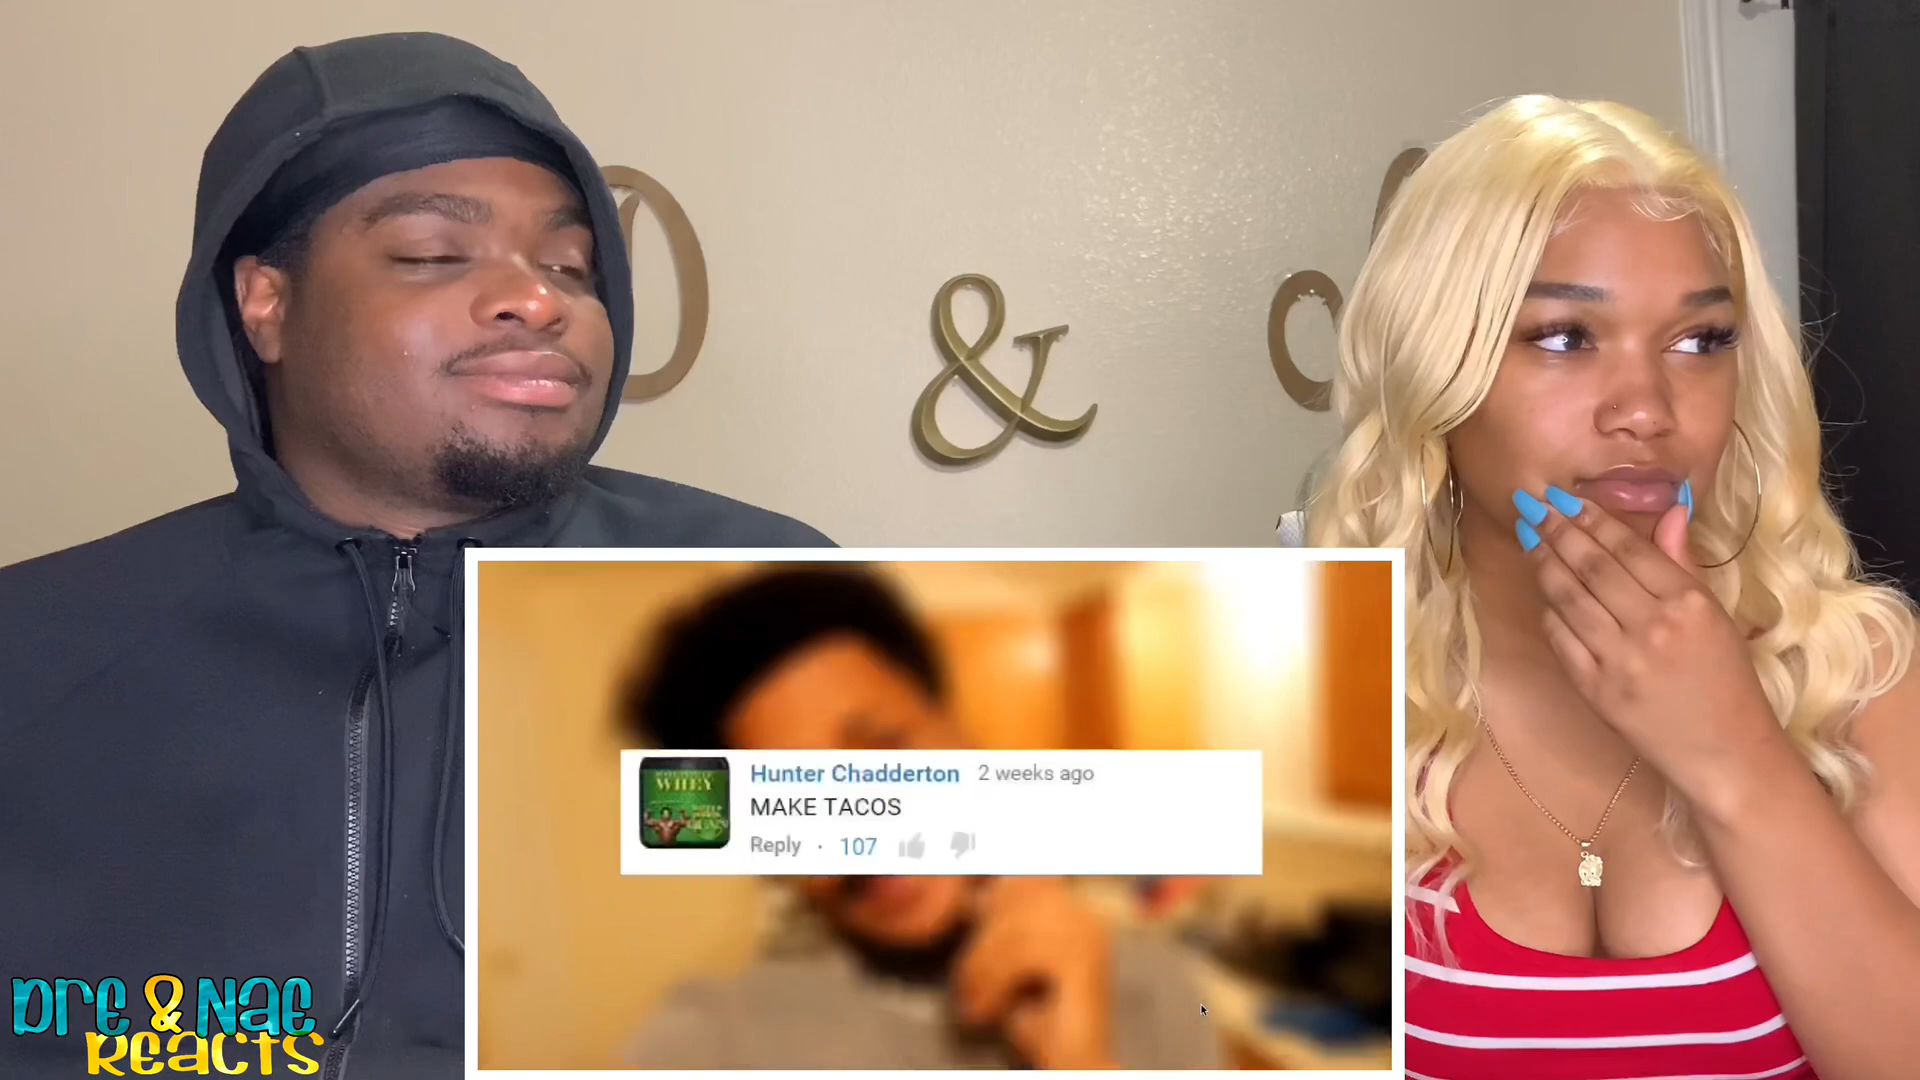 D & d
Hunter Chadderton 2 weeks ago
MAKE TACOS
Reply · 107
WHEY
DRE & NAE
REACTS